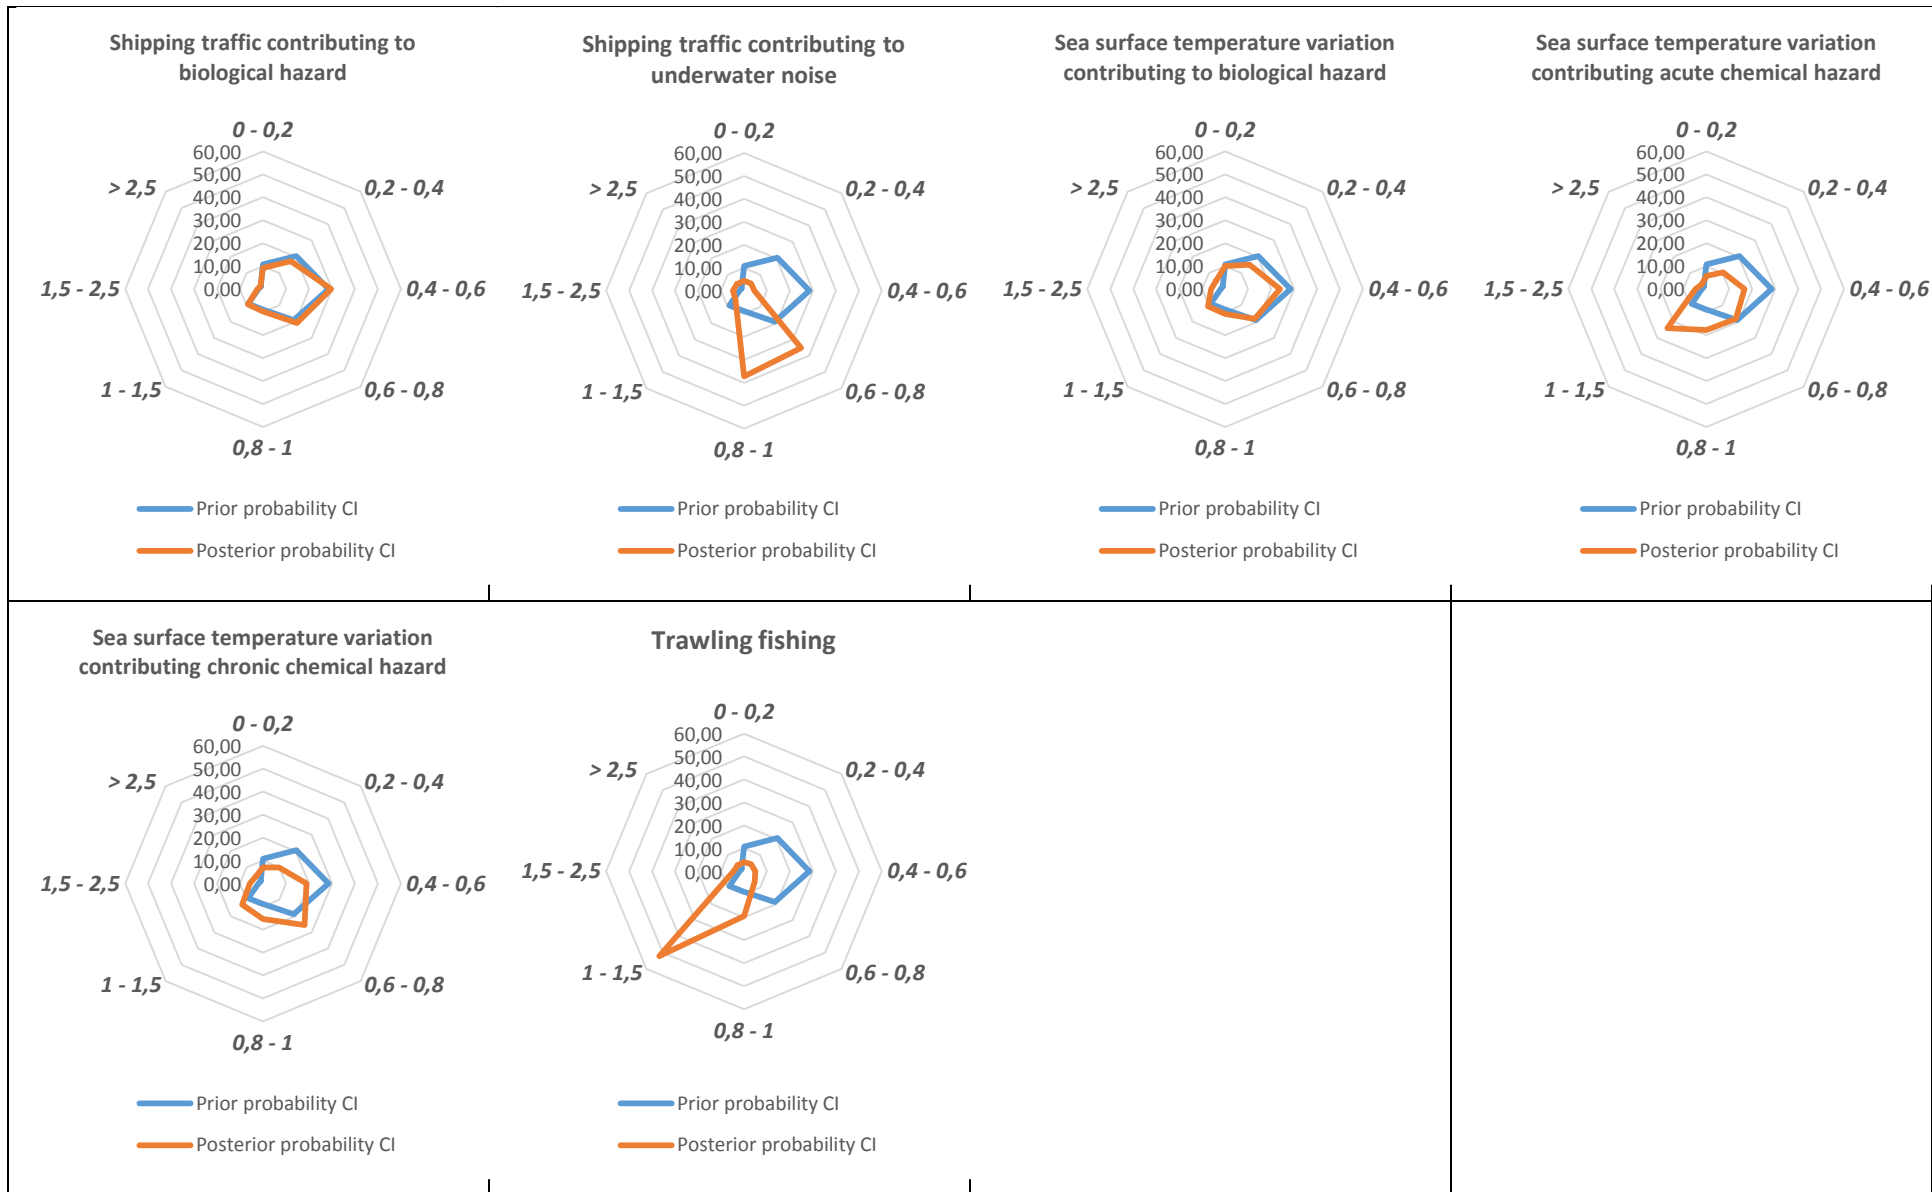 Shipping traffic contributing to
biological hazard
0 - 0,2
60,00
50,00
40,00
30,00
20,00
10,00
0,00
0,2 - 0,4
0,4 - 0,6
0,6 - 0,8
0,8 - 1
1 - 1,5
1,5 - 2,5
> 2,5
Prior probability CI
Posterior probability CI
Shipping traffic contributing to
underwater noise
0 - 0,2
60,00
50,00
40,00
30,00
20,00
10,00
0,00
0,2 - 0,4
0,4 - 0,6
0,6 - 0,8
0,8 - 1
1 - 1,5
1,5 - 2,5
> 2,5
Prior probability CI
Posterior probability CI
Sea surface temperature variation
contributing to biological hazard
0 - 0,2
60,00
50,00
40,00
30,00
20,00
10,00
0,00
0,2 - 0,4
0,4 - 0,6
0,6 - 0,8
0,8 - 1
1 - 1,5
1,5 - 2,5
> 2,5
Prior probability CI
Posterior probability CI
Sea surface temperature variation
contributing acute chemical hazard
0 - 0,2
60,00
50,00
40,00
30,00
20,00
10,00
0,00
0,2 - 0,4
0,4 - 0,6
0,6 - 0,8
0,8 - 1
1 - 1,5
1,5 - 2,5
> 2,5
Prior probability CI
Posterior probability CI
Sea surface temperature variation
contributing chronic chemical hazard
0 - 0,2
60,00
50,00
40,00
30,00
20,00
10,00
0,00
0,2 - 0,4
0,4 - 0,6
0,6 - 0,8
0,8 - 1
1 - 1,5
1,5 - 2,5
> 2,5
Prior probability CI
Posterior probability CI
Trawling fishing
0 - 0,2
60,00
50,00
40,00
30,00
20,00
10,00
0,00
0,2 - 0,4
0,4 - 0,6
0,6 - 0,8
0,8 - 1
1 - 1,5
1,5 - 2,5
> 2,5
Prior probability CI
Posterior probability CI